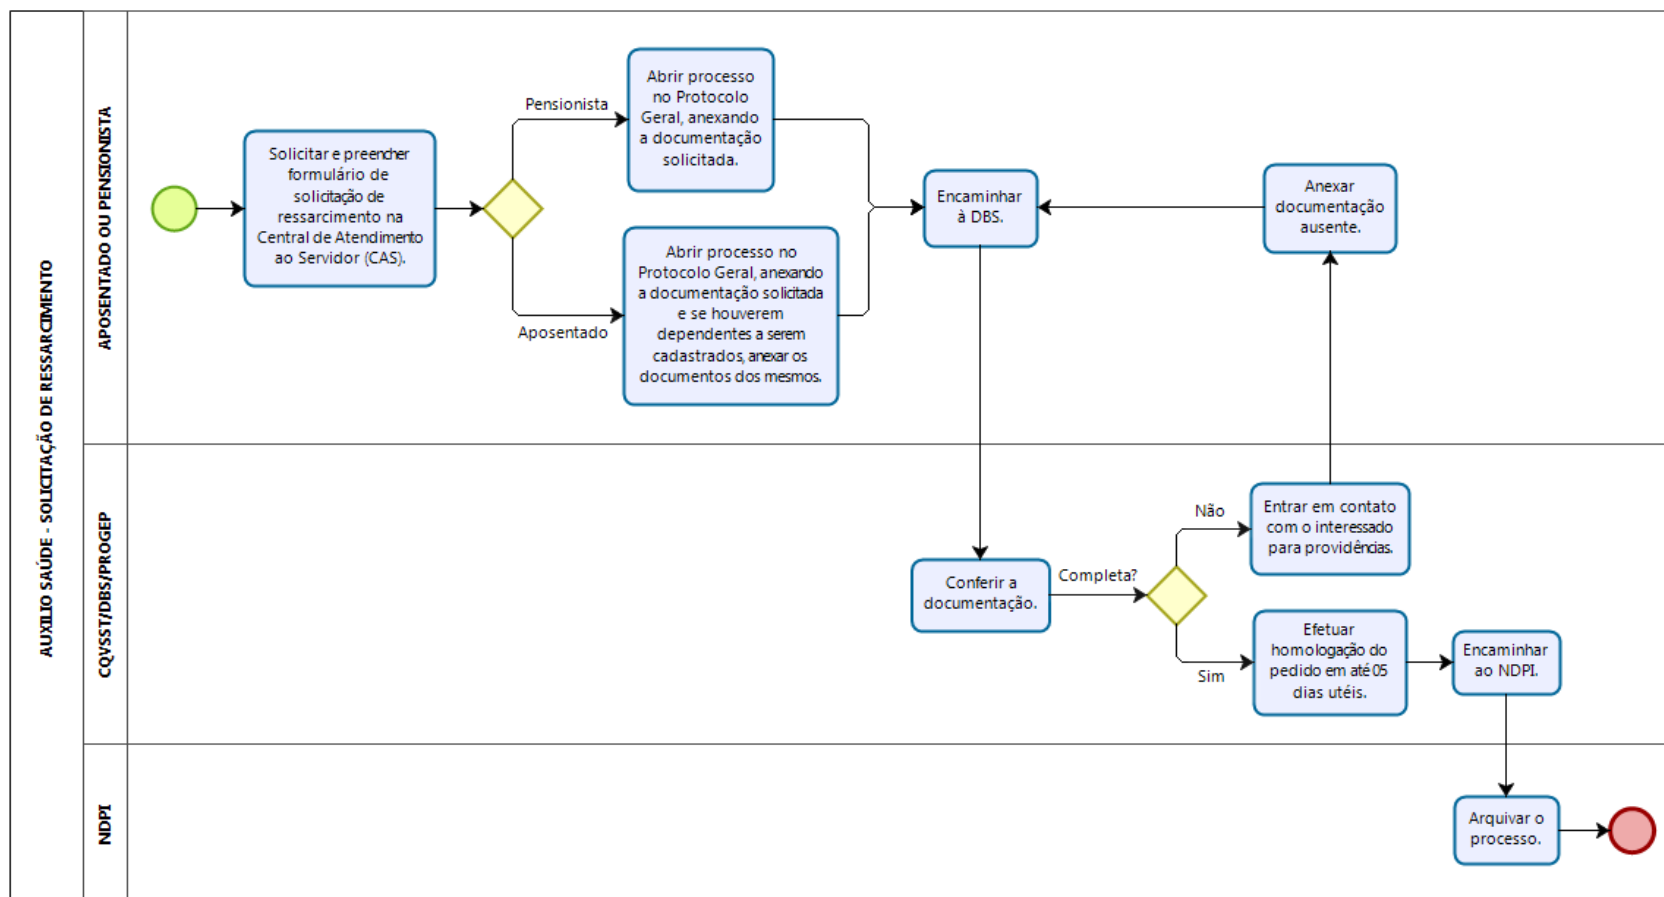 AUXILIO SAÚDE - SOLICITAÇÃO DE RESSARCIMENTO
APOSENTADO OU PENSIONISTA
Solicitar e preencher
formulário de
solicitação de
ressarcimento na
Central de Atendimento
ao Servidor (CAS).
Pensionista
Abrir processo
no Protocolo
Geral, anexando
a documentação
solicitada.
Aposentado
Abrir processo no
Protocolo Geral, anexando
a documentação solicitada
e se houverem
dependentes a serem
cadastrados, anexar os
documentos dos mesmos.
Encaminhar
à DBS.
Anexar
documentação
ausente.
CQVSST/DBS/PROGEP
Conferir a
documentação.
Completa?
Não
Entrar em contato
com o interessado
para providências.
Sim
Efetuar
homologação do
pedido em até 05
dias utéis.
Encaminhar
ao NDPI.
NDPI
Arquivar o
processo.